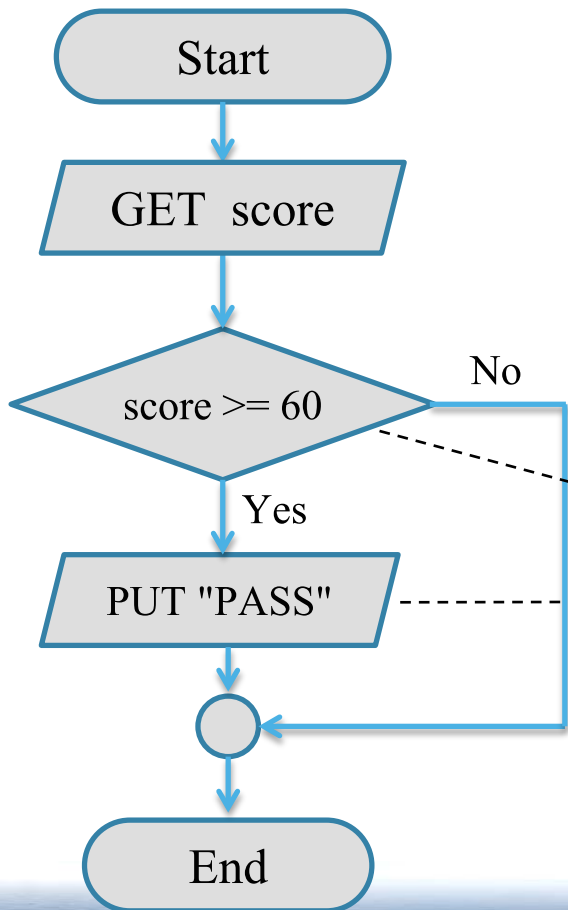 Start
GET score
score >= 60
No
Yes
PUT "PASS"
End